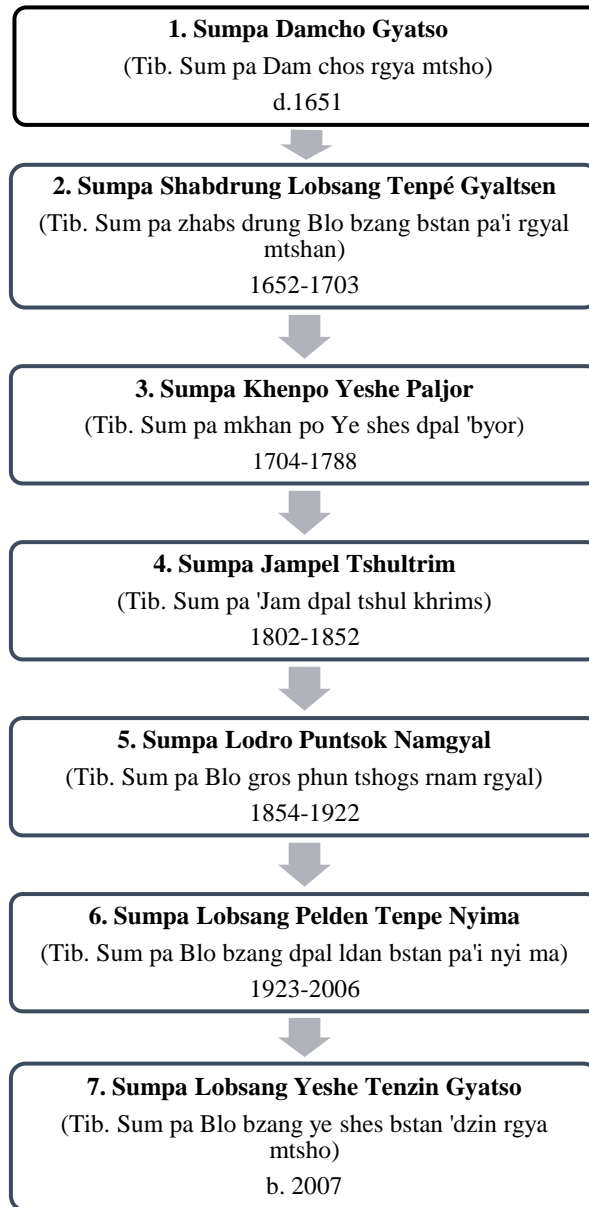 1. Sumpa Damcho Gyatso
(Tib. Sum pa Dam chos rgya mtsho)
d.1651
2. Sumpa Shabdrung Lobsang Tenpé Gyaltsen
(Tib. Sum pa zhabs drung Blo bzang bstan pa'i rgyal
mtshan)
1652-1703
3. Sumpa Khenpo Yeshe Paljor
(Tib. Sum pa mkhan po Ye shes dpal 'byor)
1704-1788
4. Sumpa Jampel Tshultrim
(Tib. Sum pa 'Jam dpal tshul khrims)
1802-1852
5. Sumpa Lodro Puntsok Namgyal
(Tib. Sum pa Blo gros phun tshogs rnam rgyal)
1854-1922
6. Sumpa Lobsang Pelden Tenpe Nyima
(Tib. Sum pa Blo bzang dpal ldan bstan pa'i nyi ma)
1923-2006
7. Sumpa Lobsang Yeshe Tenzin Gyatso
(Tib. Sum pa Blo bzang ye shes bstan 'dzin rgya
mtsho)
b. 2007